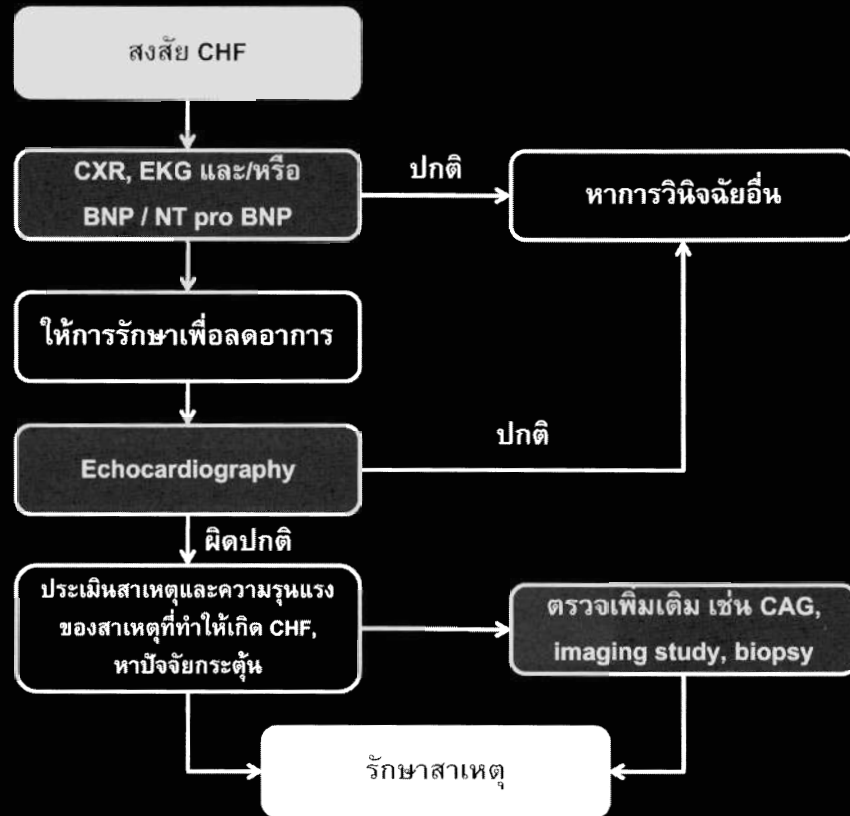 สงสัย CHF
CXR, EKG และ/หรือ
BNP / NT pro BNP
ปกติ
หาการวินิจฉัยอื่น
ให้การรักษาเพื่อลดอาการ
Echocardiography
ปกติ
ผิดปกติ
ประเมินสาเหตุและความรุนแรง
ของสาเหตุที่ทำให้เกิด CHF,
หาปัจจัยกระตุ้น
ตรวจเพิ่มเติม เช่น CAG,
imaging study, biopsy
รักษาสาเหตุ